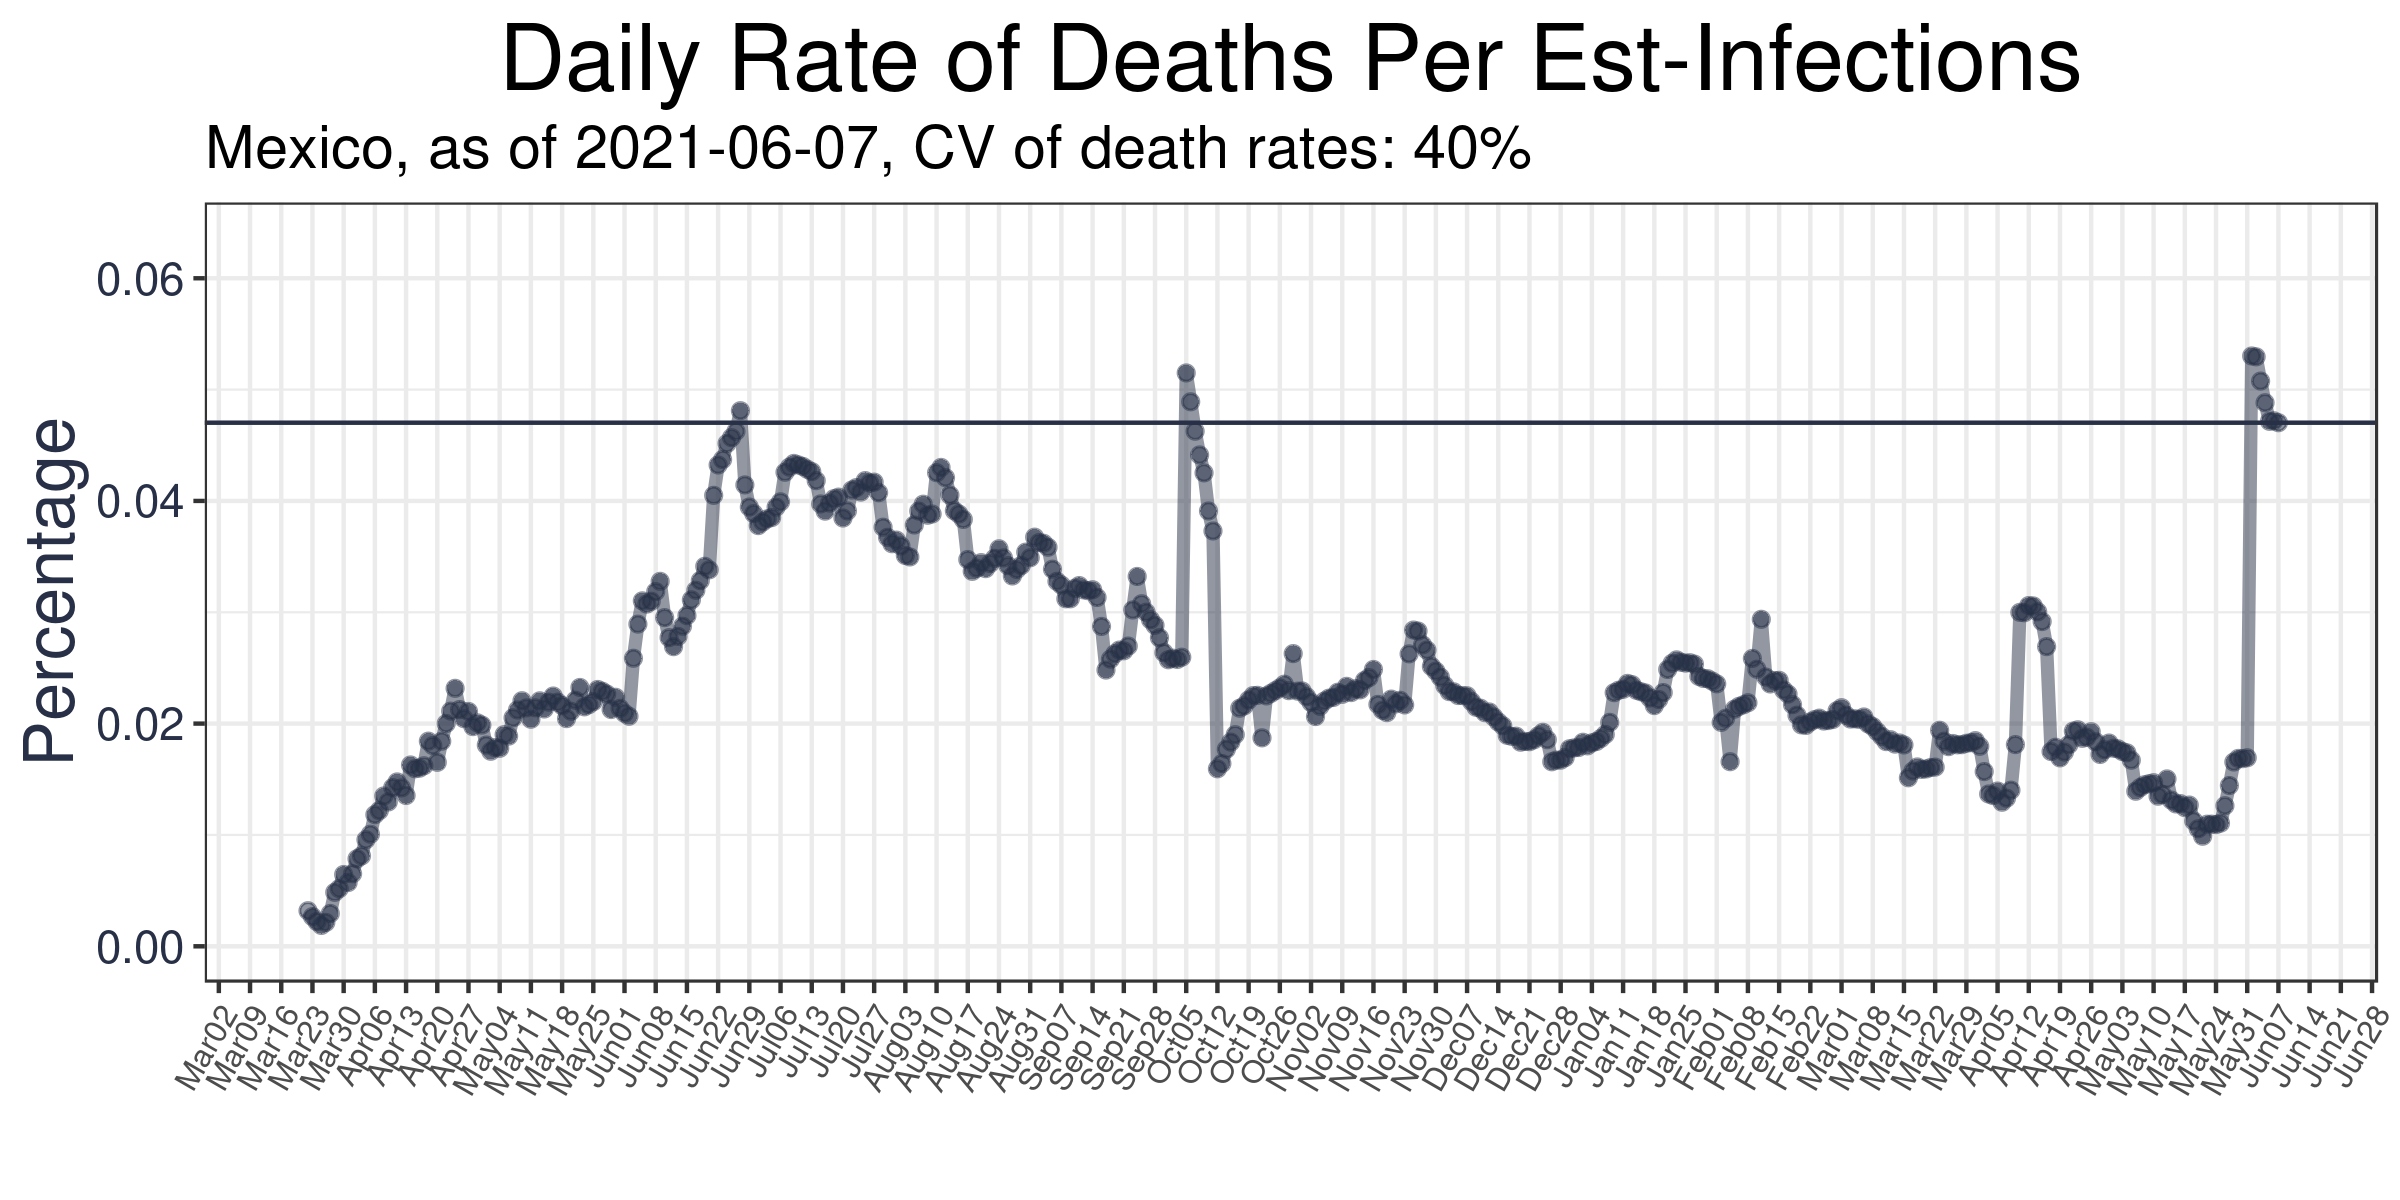 Daily Rate of Deaths Per Est-Infections
Mexico, as of 2021-06-07, CV of death rates: 40%
Percentage
0.06
0.04
0.02
0.00
Mar02
Mar09
Mar16
Mar23
Mar30
Apr06
Apr13
Apr20
Apr27
May04
May11
May18
May25
Jun01
Jun08
Jun15
Jun22
Jun29
Jul06
Jul13
Jul20
Jul27
Aug03
Aug10
Aug17
Aug24
Aug31
Sep07
Sep14
Sep21
Sep28
Oct05
Oct12
Oct19
Oct26
Nov02
Nov09
Nov16
Nov23
Nov30
Dec07
Dec14
Dec21
Dec28
Jan04
Jan11
Jan18
Jan25
Feb01
Feb08
Feb15
Feb22
Mar01
Mar08
Mar15
Mar22
Mar29
Apr05
Apr12
Apr19
Apr26
May03
May10
May17
May24
May31
Jun07
Jun14
Jun21
Jun28